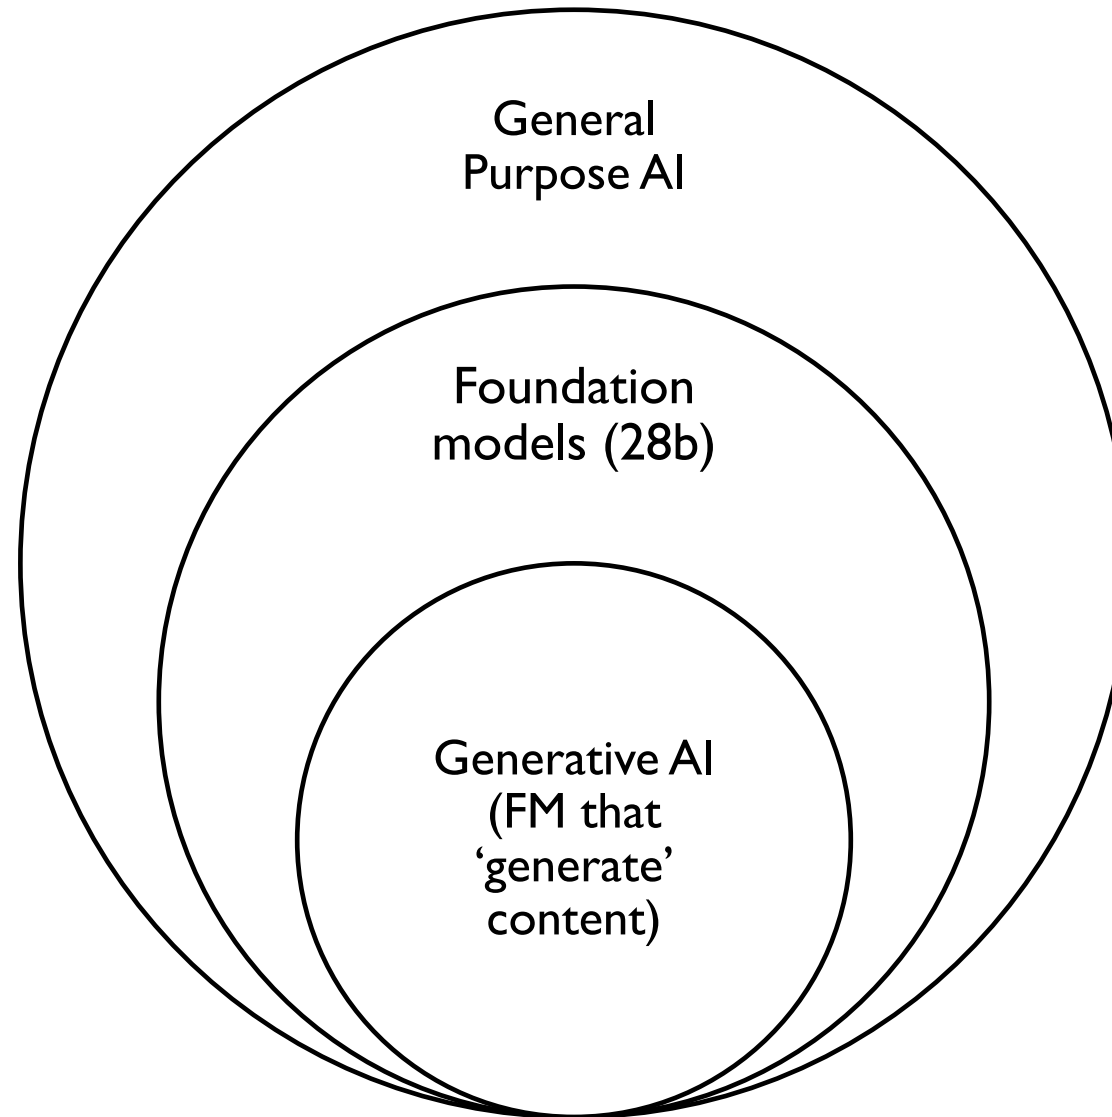 General
Purpose AI
Foundation
models (28b)
Generative AI
(FM that
‘generate’
content)